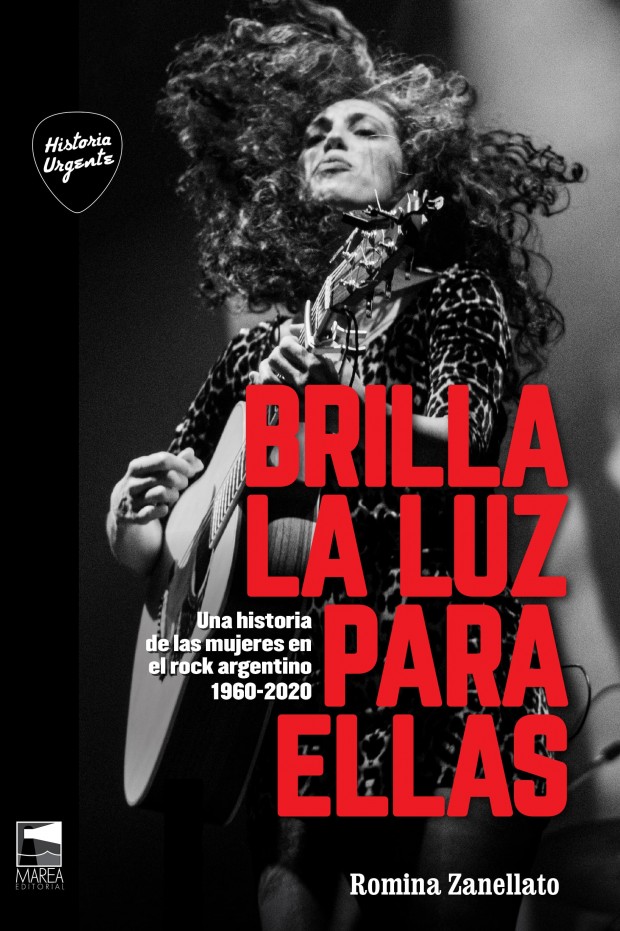 Historia
Urgente
BRILLA
LA LUZ
PARA
ELLAS
Una historia
de las mujeres en
el rock argentino
1960-2020
MAREA
EDITORIAL
Romina Zanellato